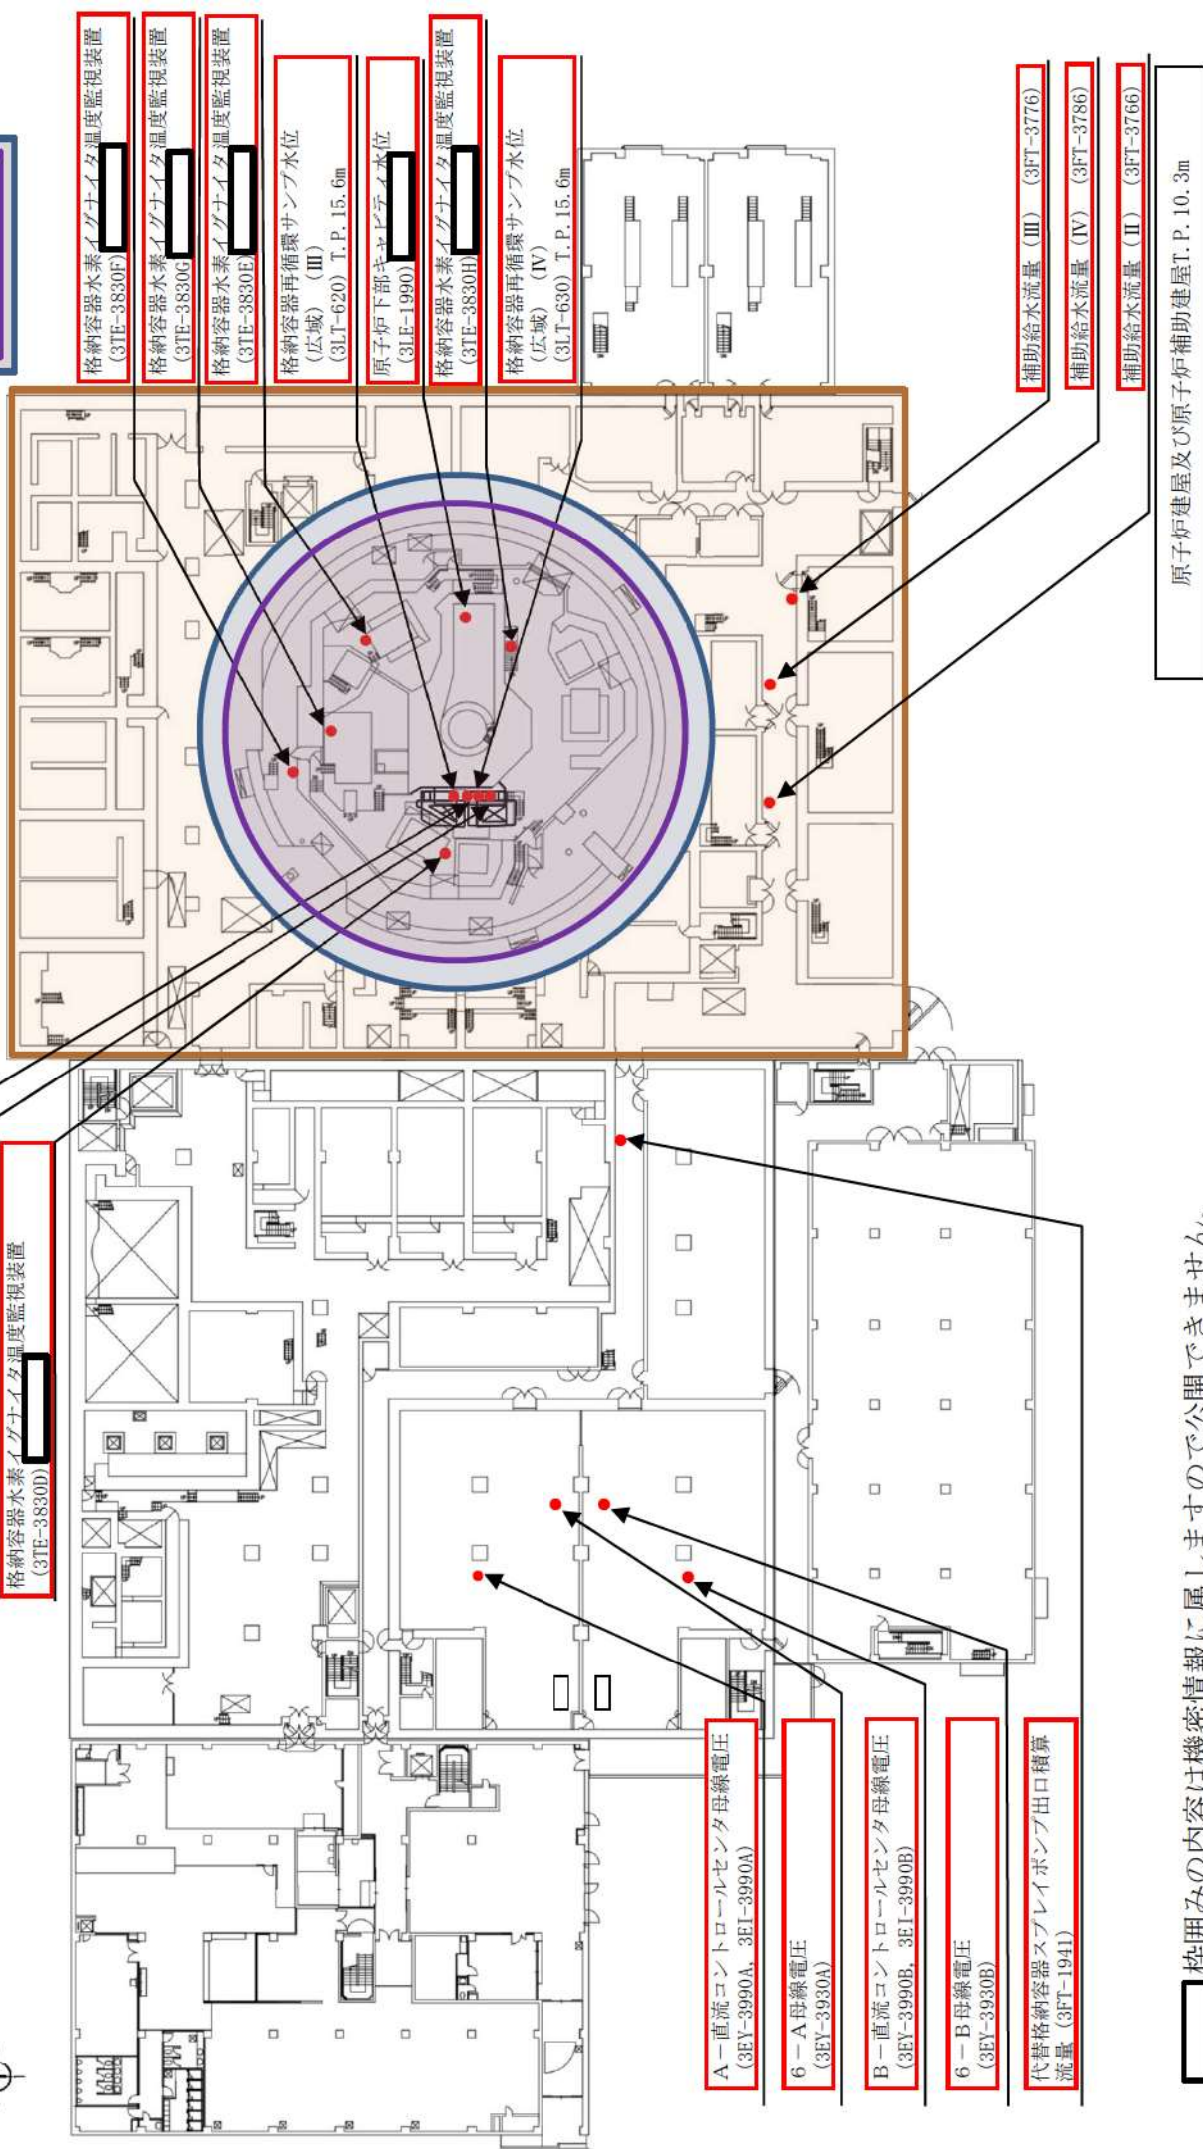 格納容器水素イグナイタ温度監視装置
(3TE-3830F)
格納容器水素イグナイタ温度監視装置
(3TE-3830G)
格納容器水素イグナイタ温度監視装置
(3TE-3830E)
格納容器再循環サンプ水位
(広域) (Ⅲ)
(3LT-620) T.P. 15.6m
原子炉下部キャビティ水位
(3LE-1990)
格納容器水素イグナイタ温度監視装置
(3TE-3830H)
格納容器再循環サンプ水位
(広域) (Ⅳ)
(3LT-630) T.P. 15.6m
補助給水流量 (Ⅲ) (3FT-3776)
補助給水流量 (Ⅳ) (3FT-3786)
補助給水流量 (Ⅱ) (3FT-3766)
原子炉建屋及び原子炉補助建屋T.P. 10.3m
格納容器水素イグナイタ温度監視装置
(3TE-3830D)
A－直流コントロールセンタ母線電圧
(3EY-3990A, 3EI-3990A)
6－A母線電圧
(3EY-3930A)
B－直流コントロールセンタ母線電圧
(3EY-3990B, 3EI-3990B)
6－B母線電圧
(3EY-3930B)
代替格納容器スプレイポンプ出口積算
流量 (3FT-1941)
枠囲みの内容は機密情報に属しますので公開できません。